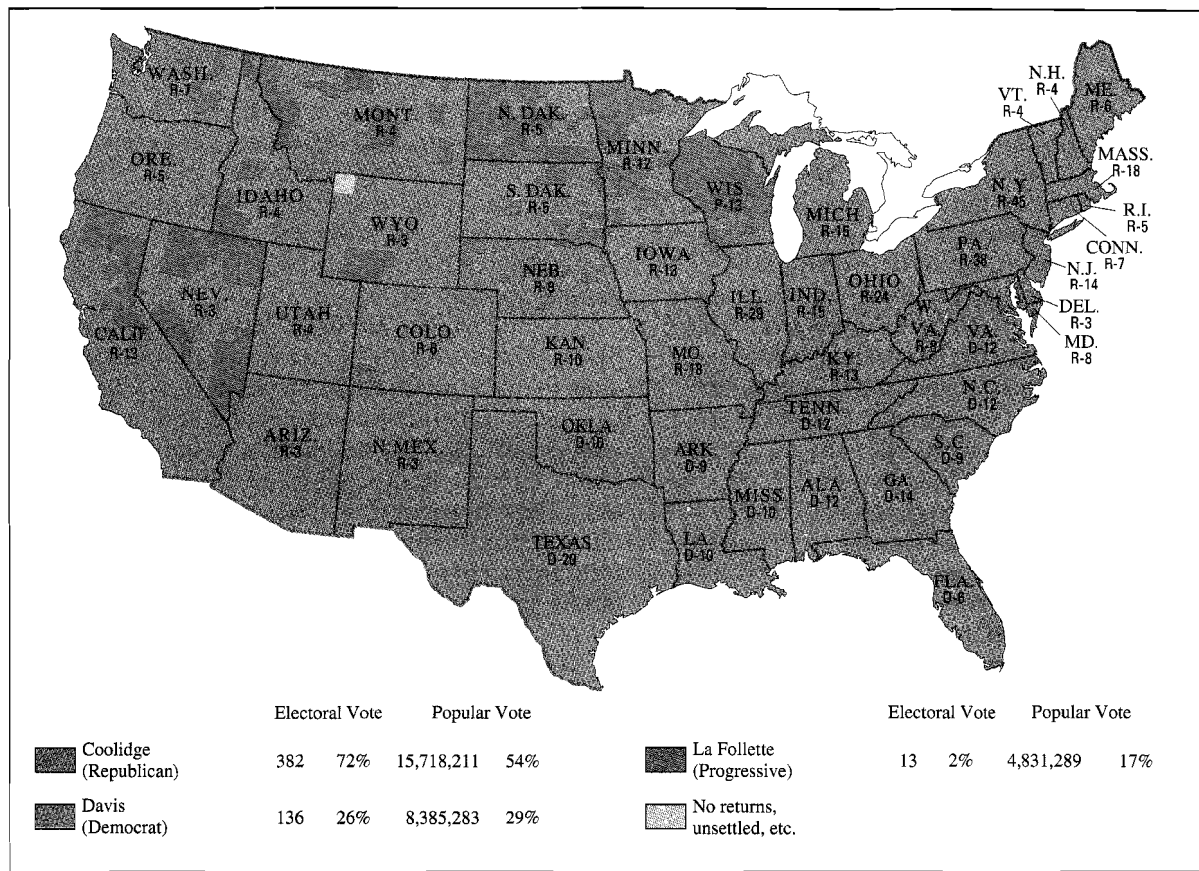 WASH.
R-7
ORE.
R-5
CALIF
R-13
IDAHO
R-4
NEV.
R-3
MONT
R-4
WYO
R-3
UTAH
R-4
ARIZ.
R-3
COLO
R-6
N. MEX.
R-3
N. DAK.
R-5
S. DAK.
R-5
NEB.
KAN
R-10
OKLA
D-10
TEXAS
D-20
MINN
R-12
IOWA
R-13
MO.
R-18
ARK
D-9
LA.
D-10
WIS
ILL.
R-29
MICH
R-15
IND.
R-15
OHIO
R-24
KY.
R-13
TENN
D-12
MISS
D-10
ALA
D-12
GA
D-14
FLA.
D-6
S.C
D-9
N.C.
D-12
VA.
D-12
W.
VA.
R-8
PA.
R-38
N.Y
R-45
VT.
R-4
N.H.
R-4
ME.
R-6
MASS.
R-18
R.I.
R-5
CONN.
R-7
N.J.
R-14
DEL.
R-3
MD.
R-8
Electoral Vote Popular Vote
Coolidge
(Republican) 382 72% 15,718,211 54%
Davis
(Democrat) 136 26% 8,385,283 29%
Electoral Vote Popular Vote
La Follette
(Progressive) 13 2% 4,831,289 17%
No returns,
unsettled, etc.